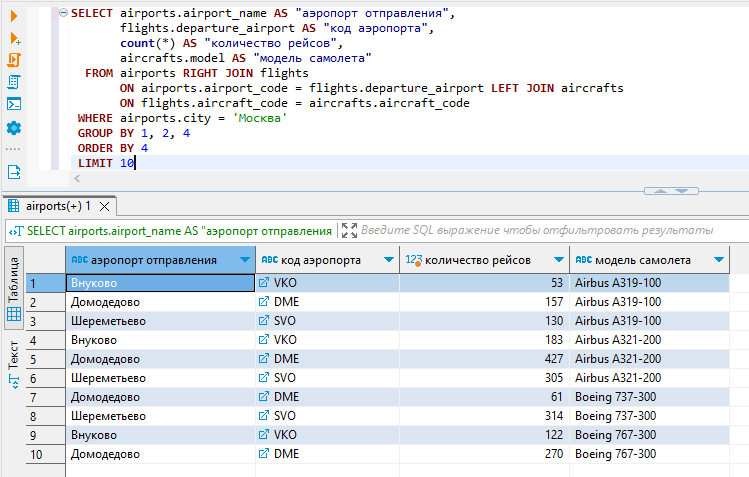 SELECT airports.airport_name AS "аэропорт отправления",
flights.departure_airport AS "код аэропорта",
count(*) AS "количество рейсов",
aircrafts.model AS "модель самолета"
FROM airports RIGHT JOIN flights
ON airports.airport_code = flights.departure_airport LEFT JOIN aircrafts
ON flights.aircraft_code = aircrafts.aircraft_code
WHERE airports.city = 'Москва'
GROUP BY 1, 2, 4
ORDER BY 4
LIMIT 10
airports(+) 1
SELECT airports.airport_name AS "аэропорт отправления Введите SQL выражение чтобы отфильтровать результаты
Таблица
Текст
ABC аэропорт отправления ABC код аэропорта 123 количество рейсов ABC модель самолета
1 Внуково VKO 53 Airbus A319-100
2 Домодедово DME 157 Airbus A319-100
3 Шереметьево SVO 130 Airbus A319-100
4 Внуково VKO 183 Airbus A321-200
5 Домодедово DME 427 Airbus A321-200
6 Шереметьево SVO 305 Airbus A321-200
7 Домодедово DME 61 Boeing 737-300
8 Шереметьево SVO 314 Boeing 737-300
9 Внуково VKO 122 Boeing 767-300
10 Домодедово DME 270 Boeing 767-300